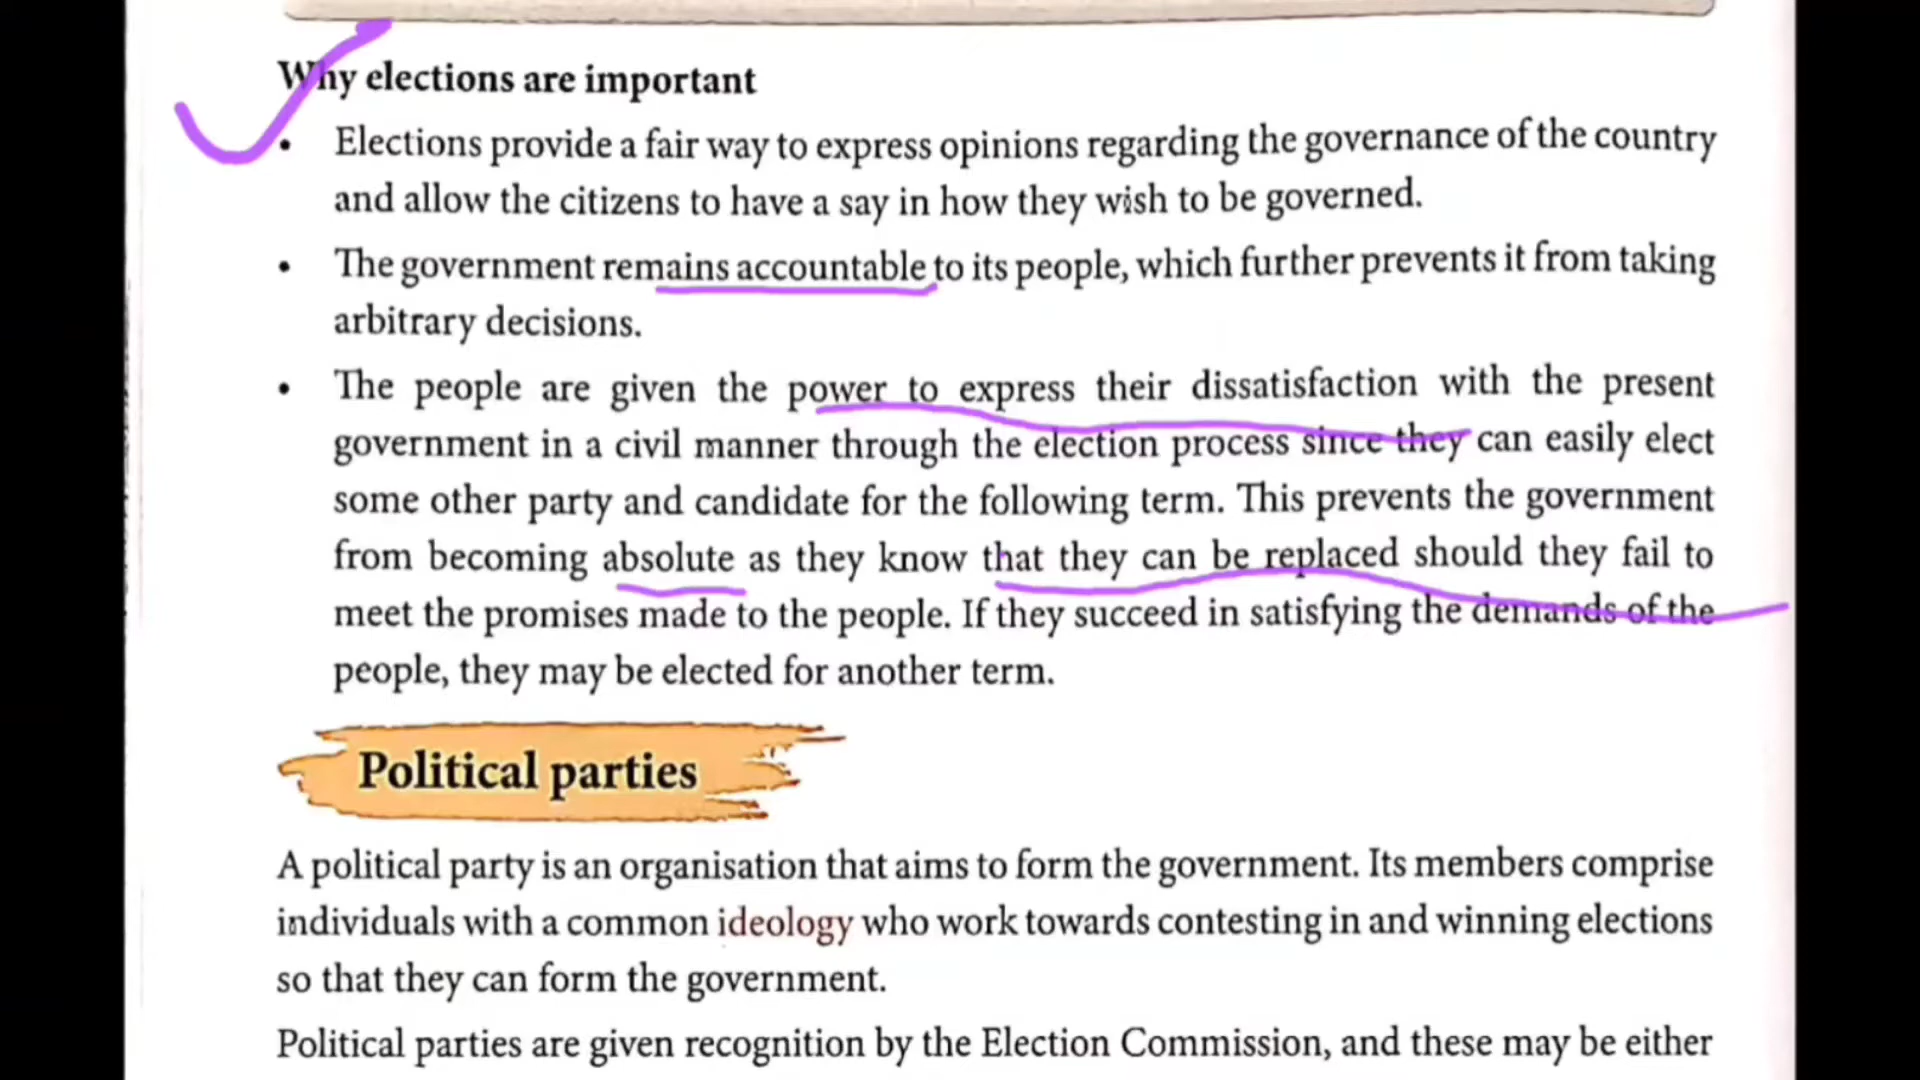 Why elections are important
• Elections provide a fair way to express opinions regarding the governance of the country
and allow the citizens to have a say in how they wish to be governed.
• The government remains accountable to its people, which further prevents it from taking
arbitrary decisions.
• The people are given the power to express their dissatisfaction with the present
government in a civil manner through the election process since they can easily elect
some other party and candidate for the following term. This prevents the government
from becoming absolute as they know that they can be replaced should they fail to
meet the promises made to the people. If they succeed in satisfying the demands of the
people, they may be elected for another term.
Political parties
A political party is an organisation that aims to form the government. Its members comprise
individuals with a common ideology who work towards contesting in and winning elections
so that they can form the government.
Political parties are given recognition by the Election Commission, and these may be either